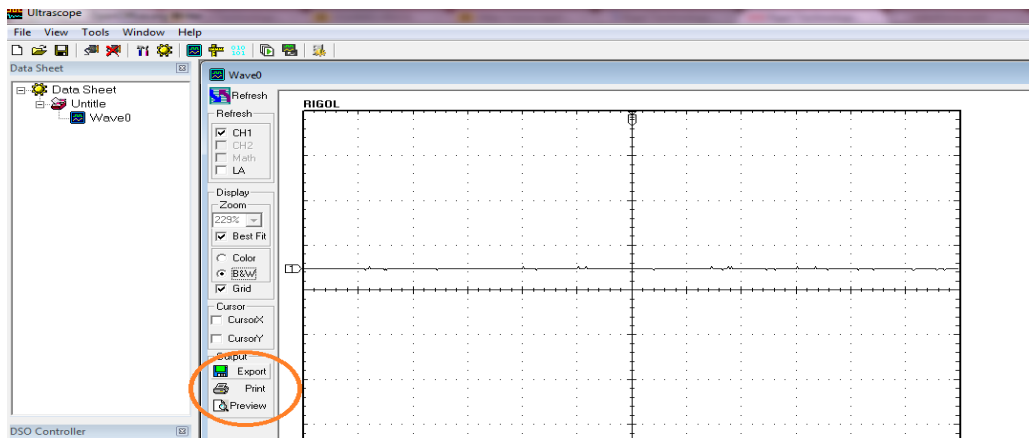 Ultrascope
File View Tools Window Help
Data Sheet
Data Sheet
Untitle
Wave0
DSO Controller
Wave0
Refresh
Refresh
CH1
CH2
Math
LA
Display
Zoom
229%
Best Fit
Color
B&W
Grid
Cursor
CursorX
CursorY
Output
Export
Print
Preview
RIGOL
1